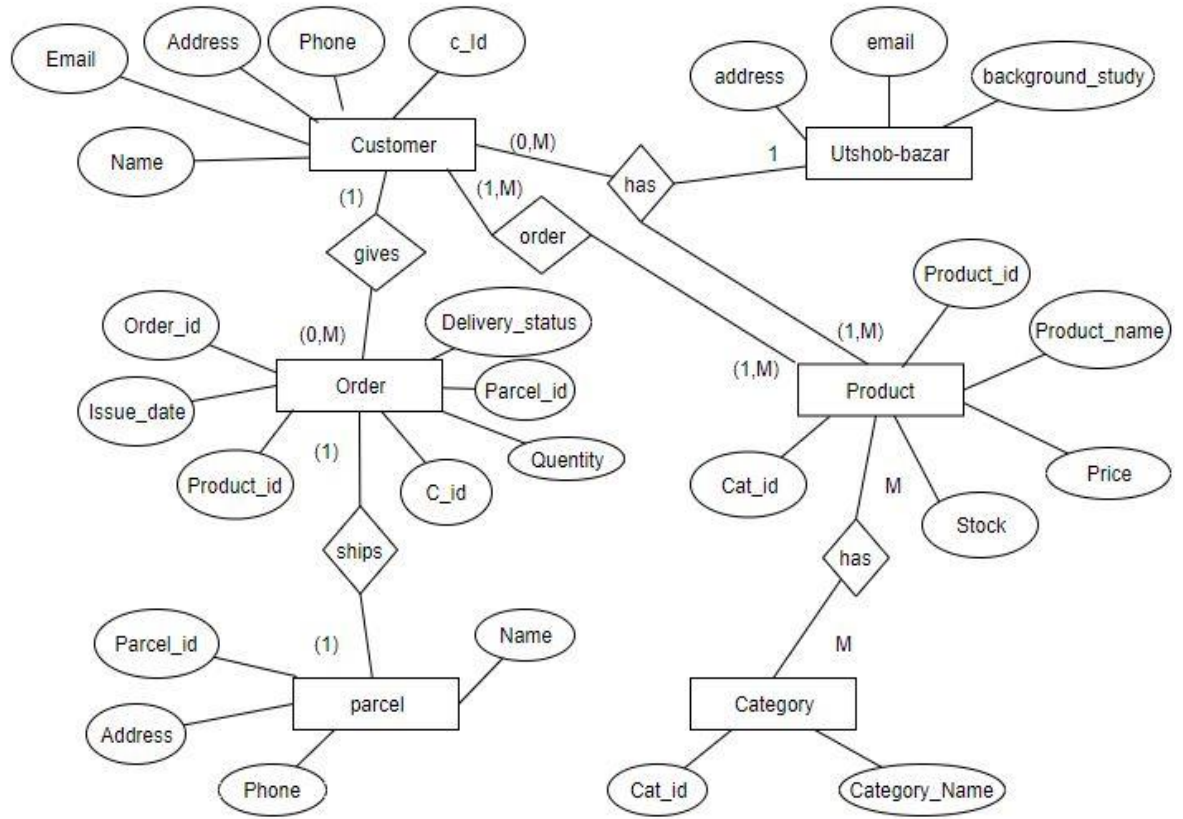 Email
Address
Phone
c_Id
email
address
background_study
Name
Customer
(0,M)
1
Utshob-bazar
(1)
(1,M)
has
gives
order
Product_id
Order_id
Delivery_status
Product_name
(0,M)
(1,M)
(1,M)
Order
Parcel_id
Product
Issue_date
(1)
Quentity
Price
Product_id
C_id
Cat_id
M
Stock
ships
has
Parcel_id
(1)
Name
M
parcel
Category
Address
Phone
Cat_id
Category_Name